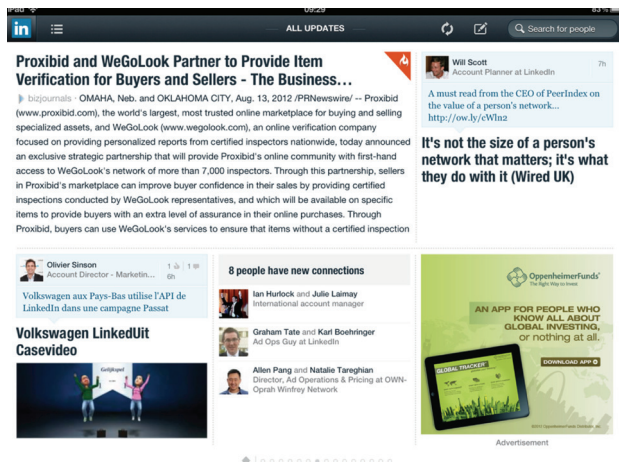 iPad
09:29
83 %
in
ALL UPDATES
Search for people
Proxibid and WeGoLook Partner to Provide Item
Verification for Buyers and Sellers - The Business…
bizjournals · OMAHA, Neb. and OKLAHOMA CITY, Aug. 13, 2012 /PRNewswire/ -- Proxibid
(www.proxibid.com), the world's largest, most trusted online marketplace for buying and selling
specialized assets, and WeGoLook (www.wegolook.com), an online verification company
focused on providing personalized reports from certified inspectors nationwide, today announced
an exclusive strategic partnership that will provide Proxibid's online community with first-hand
access to WeGoLook's network of more than 7,000 inspectors. Through this partnership, sellers
in Proxibid's marketplace can improve buyer confidence in their sales by providing certified
inspections conducted by WeGoLook representatives, and which will be available on specific
items to provide buyers with an extra level of assurance in their online purchases. Through
Proxibid, buyers can use WeGoLook's services to ensure that items without a certified inspection
Will Scott
7h
Account Planner at LinkedIn
A must read from the CEO of PeerIndex on
the value of a person's network...
http://ow.ly/cWln2
It's not the size of a person's
network that matters; it's what
they do with it (Wired UK)
Olivier Sinson
1 1
Account Director - Marketin... 6h
Volkswagen aux Pays-Bas utilise l'API de
LinkedIn dans une campagne Passat
Volkswagen LinkedUit
Casevideo
Gelijkspel
8 people have new connections
Ian Hurlock and Julie Laimay
International account manager
Graham Tate and Karl Boehringer
Ad Ops Guy at LinkedIn
Allen Pang and Natalie Tareghian
Director, Ad Operations & Pricing at OWN-
Oprah Winfrey Network
OppenheimerFunds®
The Right Way to Invest
AN APP FOR PEOPLE WHO
KNOW ALL ABOUT
GLOBAL INVESTING,
or nothing at all.
DOWNLOAD APP
GLOBAL TRACKER
Advertisement